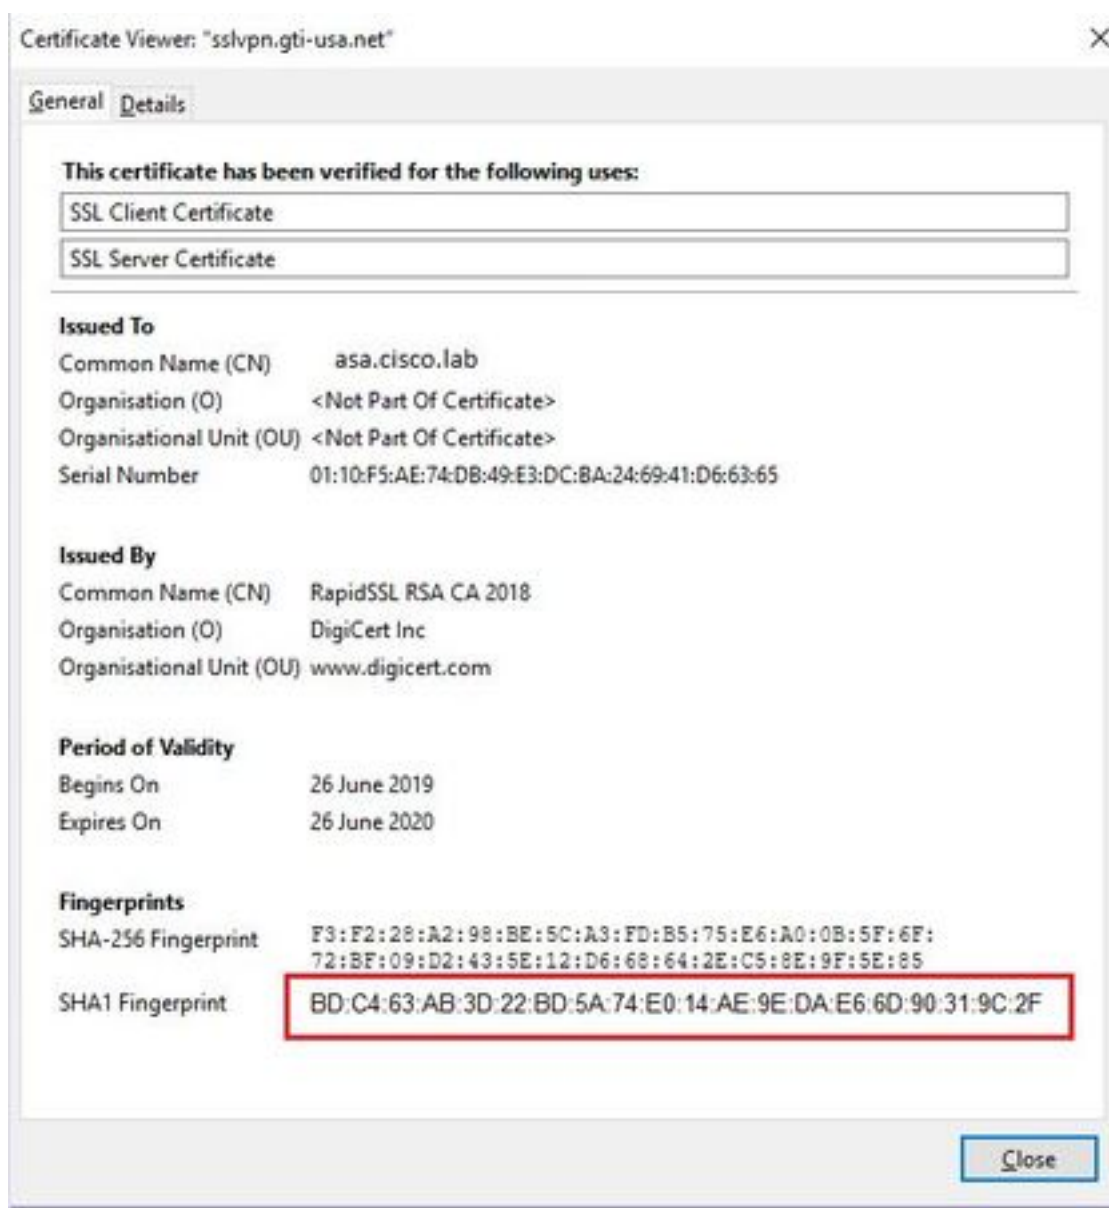 Certificate Viewer: "sslvpn.gti-usa.net"
General Details
This certificate has been verified for the following uses:
SSL Client Certificate
SSL Server Certificate
Issued To
Common Name (CN) asa.cisco.lab
Organisation (O) <Not Part Of Certificate>
Organisational Unit (OU) <Not Part Of Certificate>
Serial Number 01:10:F5:AE:74:DB:49:E3:DC:BA:24:69:41:D6:63:65
Issued By
Common Name (CN) RapidSSL RSA CA 2018
Organisation (O) DigiCert Inc
Organisational Unit (OU) www.digicert.com
Period of Validity
Begins On 26 June 2019
Expires On 26 June 2020
Fingerprints
SHA-256 Fingerprint F3:F2:28:A2:98:BE:5C:A3:FD:B5:75:E6:A0:0B:5F:6F:
72:BF:09:D2:43:5E:12:D6:68:64:2E:C5:8E:9F:5E:85
SHA1 Fingerprint BD:C4:63:AB:3D:22:BD:5A:74:E0:14:AE:9E:DA:E6:6D:90:31:9C:2F
Close